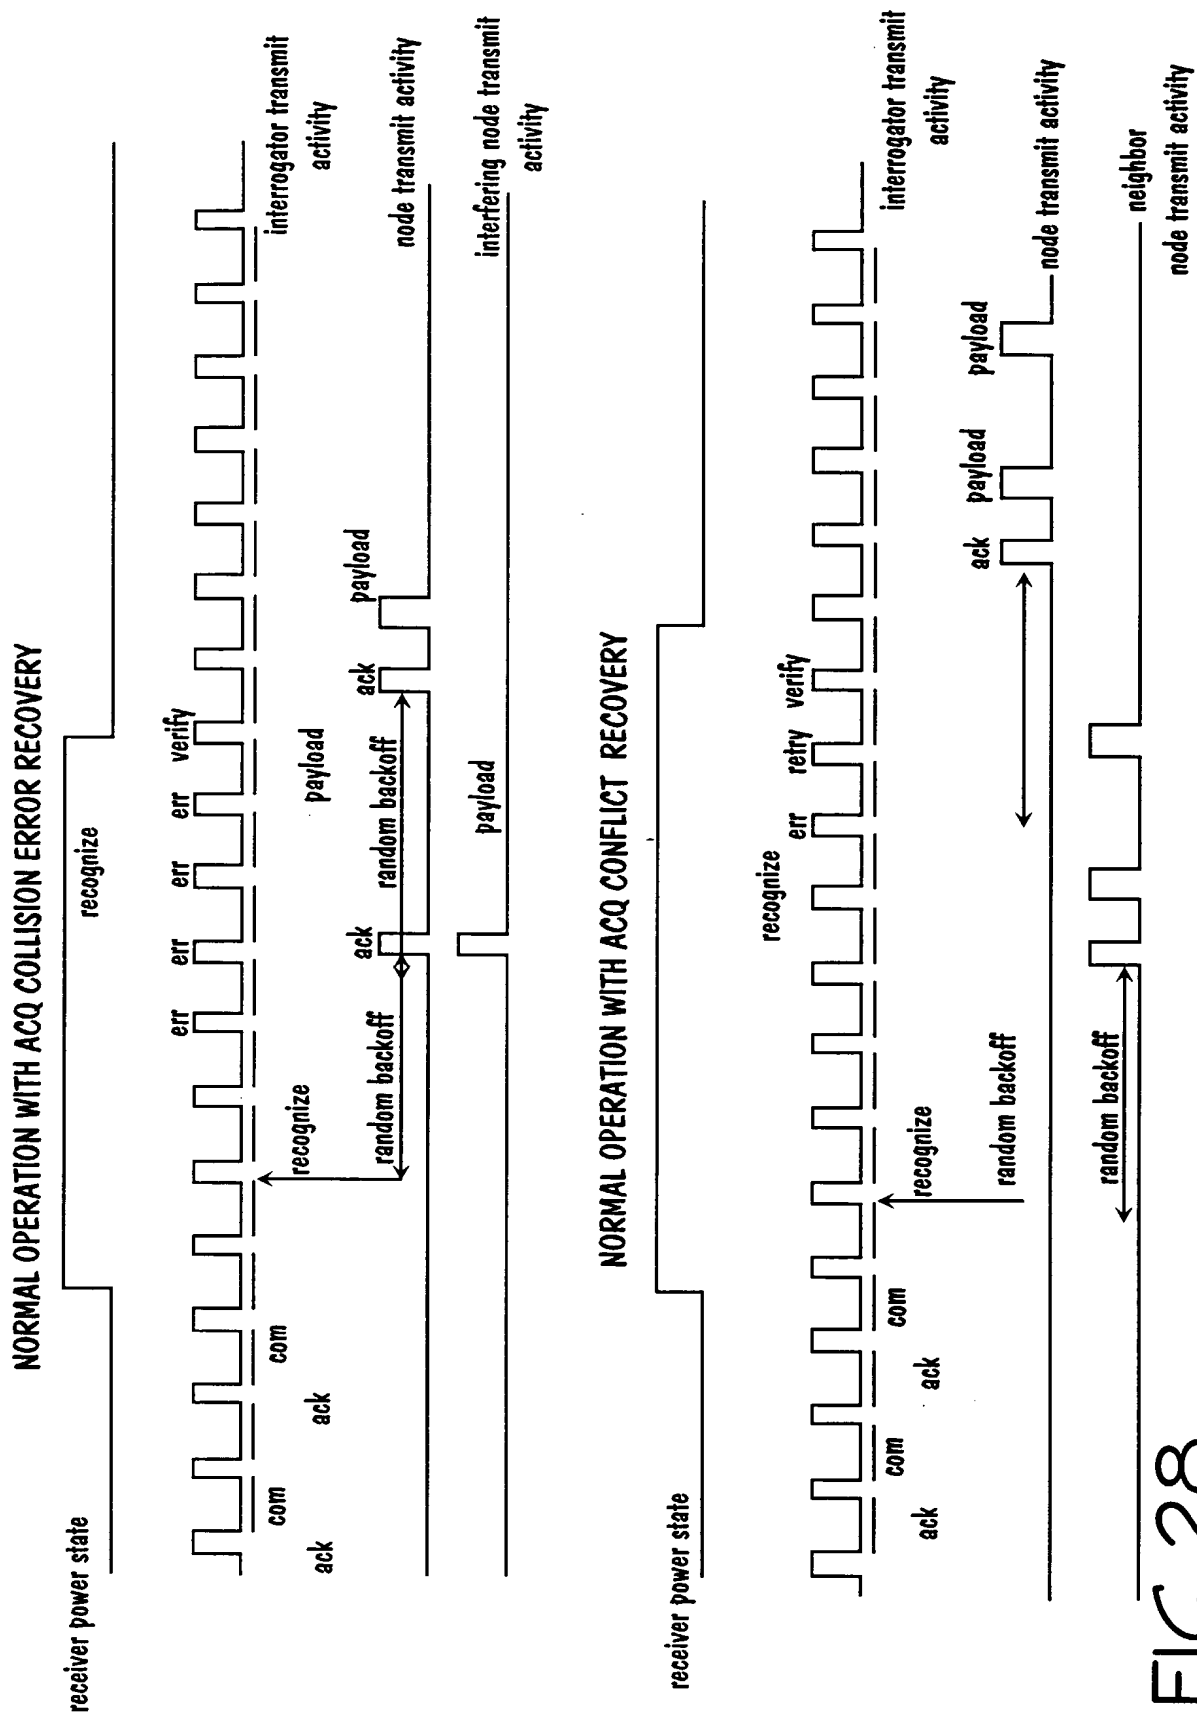 NORMAL OPERATION WITH ACQ COLLISION ERROR RECOVERY
receiver power state
recognize
err
err
err
err
verify
interrogator transmit
activity
com
com
recognize
payload
ack
ack
ack
ack
payload
node transmit activity
random backoff
random backoff
payload
interfering node transmit
activity
NORMAL OPERATION WITH ACQ CONFLICT RECOVERY
receiver power state
recognize
err
retry
verify
interrogator transmit
activity
com
com
recognize
ack
ack
ack
payload
payload
random backoff
node transmit activity
random backoff
neighbor
node transmit activity
FIG 28